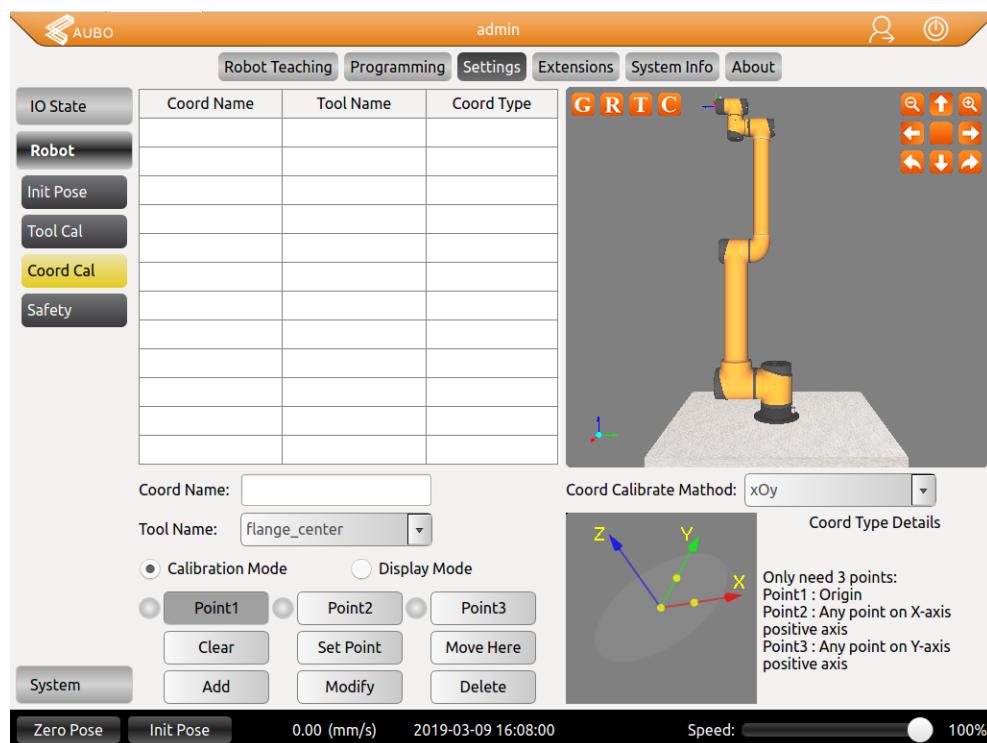 AUBO
admin
Robot Teaching Programming Settings Extensions System Info About
IO State
Robot
Init Pose
Tool Cal
Coord Cal
Safety
System
Coord Name Tool Name Coord Type
G R T C
Coord Name:
Tool Name: flange_center
Calibration Mode Display Mode
Point1 Point2 Point3
Clear Set Point Move Here
Add Modify Delete
Coord Calibrate Mathod: xOy
Z Y X
Coord Type Details
Only need 3 points:
Point1 : Origin
Point2 : Any point on X-axis
positive axis
Point3 : Any point on Y-axis
positive axis
Zero Pose Init Pose 0.00 (mm/s) 2019-03-09 16:08:00 Speed: 100%